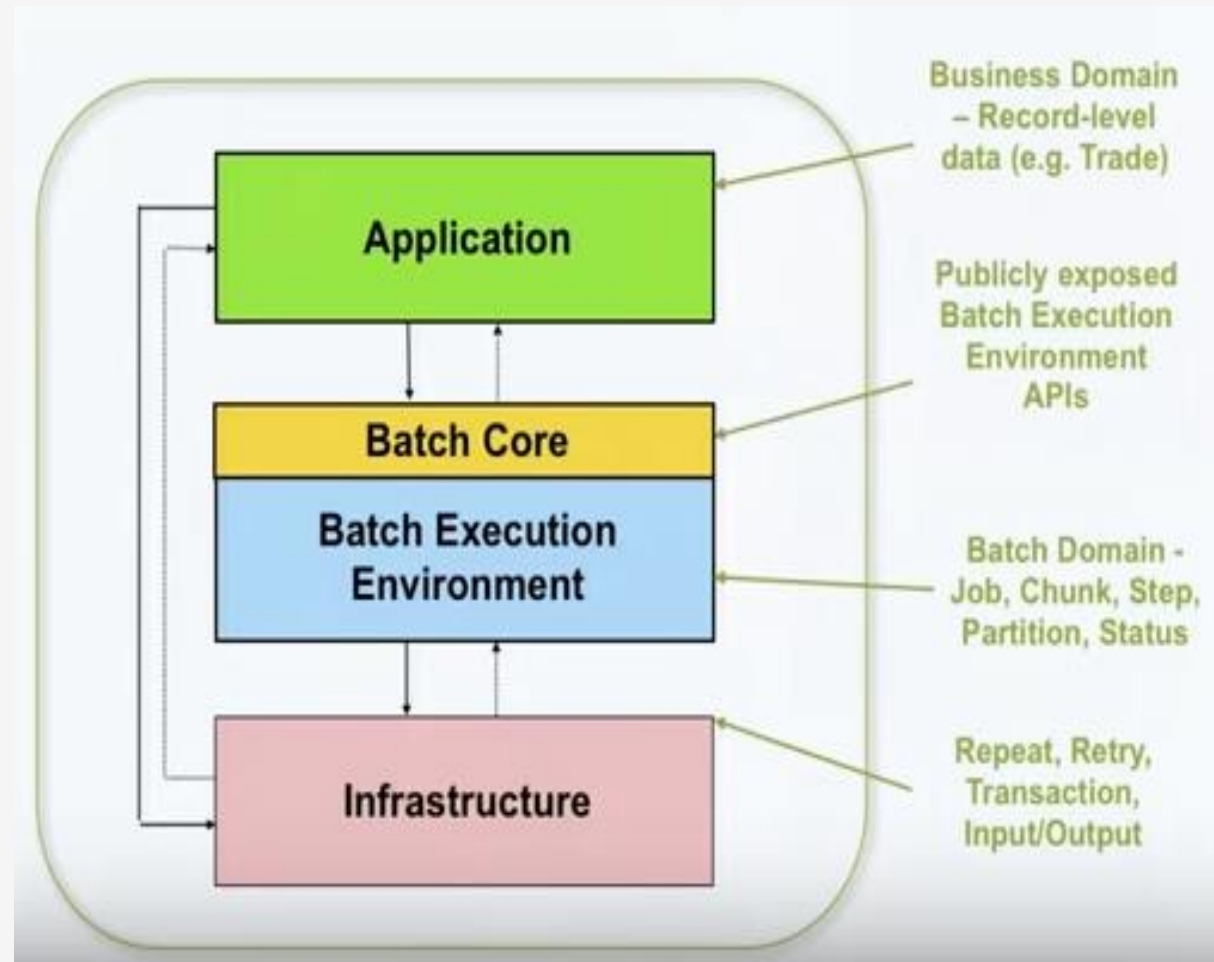 Business Domain
– Record-level
data (e.g. Trade)
Application
Publicly exposed
Batch Execution
Environment
APIs
Batch Core
Batch Execution
Environment
Batch Domain -
Job, Chunk, Step,
Partition, Status
Infrastructure
Repeat, Retry,
Transaction,
Input/Output